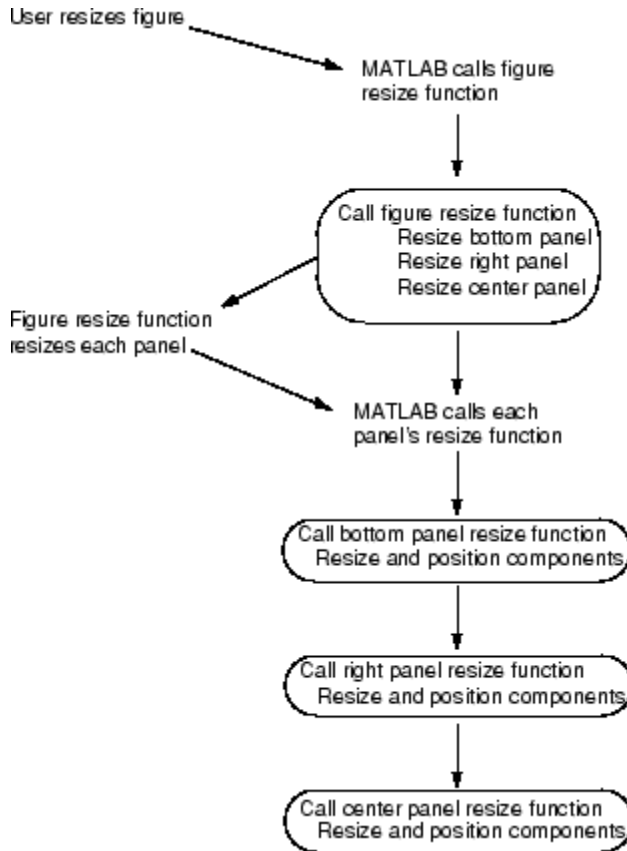 User resizes figure
MATLAB calls figure
resize function
Call figure resize function
Resize bottom panel
Resize right panel
Resize center panel
Figure resize function
resizes each panel
MATLAB calls each
panel's resize function
Call bottom panel resize function
Resize and position components
Call right panel resize function
Resize and position components
Call center panel resize function
Resize and position components